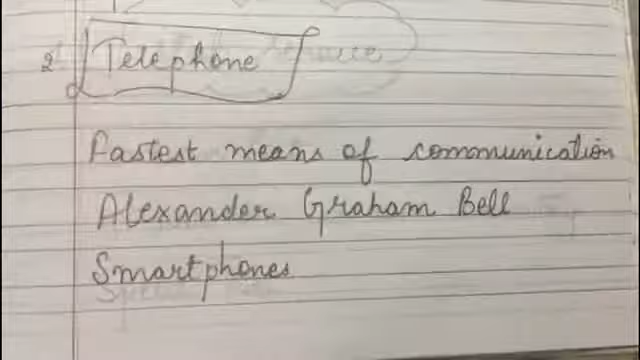 2 Telephone
Fastest means of communication
Alexander Graham Bell
Smartphones